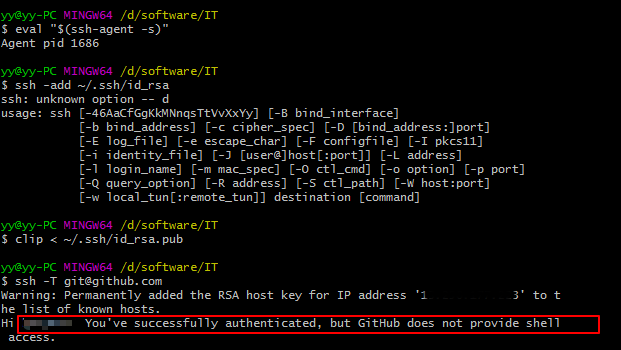 yy@yy-PC MINGW64 /d/software/IT
$ eval "$(ssh-agent -s)"
Agent pid 1686
yy@yy-PC MINGW64 /d/software/IT
$ ssh -add ~/.ssh/id_rsa
ssh: unknown option -- d
usage: ssh [-46AaCfGgKkMNnqsTtVvXxYy] [-B bind_interface]
[-b bind_address] [-c cipher_spec] [-D [bind_address:]port]
[-E log_file] [-e escape_char] [-F configfile] [-I pkcs11]
[-i identity_file] [-J [user@]host[:port]] [-L address]
[-l login_name] [-m mac_spec] [-O ctl_cmd] [-o option] [-p port]
[-Q query_option] [-R address] [-S ctl_path] [-W host:port]
[-w local_tun[:remote_tun]] destination [command]
yy@yy-PC MINGW64 /d/software/IT
$ clip < ~/.ssh/id_rsa.pub
yy@yy-PC MINGW64 /d/software/IT
$ ssh -T git@github.com
Warning: Permanently added the RSA host key for IP address '1 3' to t
he list of known hosts.
Hi You've successfully authenticated, but GitHub does not provide shell
access.